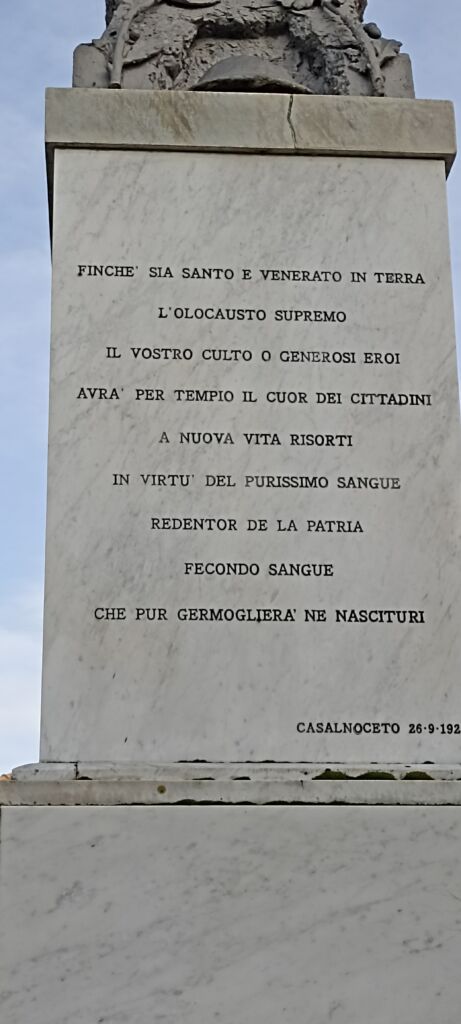 FINCHE' SIA SANTO E VENERATO IN TERRA
L'OLOCAUSTO SUPREMO
IL VOSTRO CULTO O GENEROSI EROI
AVRA' PER TEMPIO IL CUOR DEI CITTADINI
A NUOVA VITA RISORTI
IN VIRTU' DEL PURISSIMO SANGUE
REDENTOR DE LA PATRIA
FECONDO SANGUE
CHE PUR GERMOGLIERA' NE NASCITURI
CASALNOCETO 26·9·192